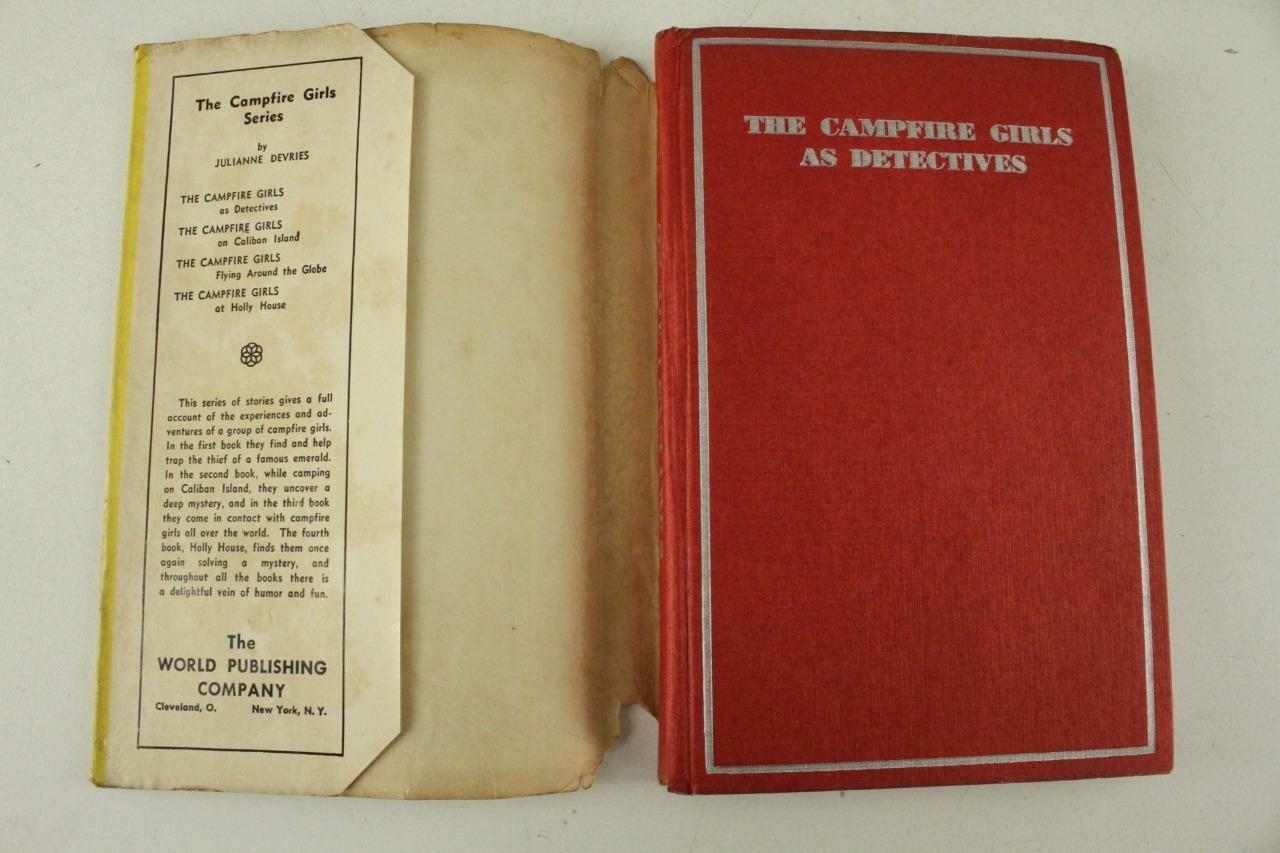 The Campfire Girls
Series
by
JULIANNE DEVRIES
THE CAMPFIRE GIRLS
as Detectives
THE CAMPFIRE GIRLS
on Caliban Island
THE CAMPFIRE GIRLS
Flying Around the Globe
THE CAMPFIRE GIRLS
at Holly House
This series of stories gives a full
account of the experiences and ad-
ventures of a group of campfire girls.
In the first book they find and help
trap the thief of a famous emerald.
In the second book, while camping
on Caliban Island, they uncover a
deep mystery, and in the third book
they come in contact with campfire
girls all over the world. The fourth
book, Holly House, finds them once
again solving a mystery, and
throughout all the books there is
a delightful vein of humor and fun.
The
WORLD PUBLISHING
COMPANY
Cleveland, O. New York, N. Y.
THE CAMPFIRE GIRLS
AS DETECTIVES